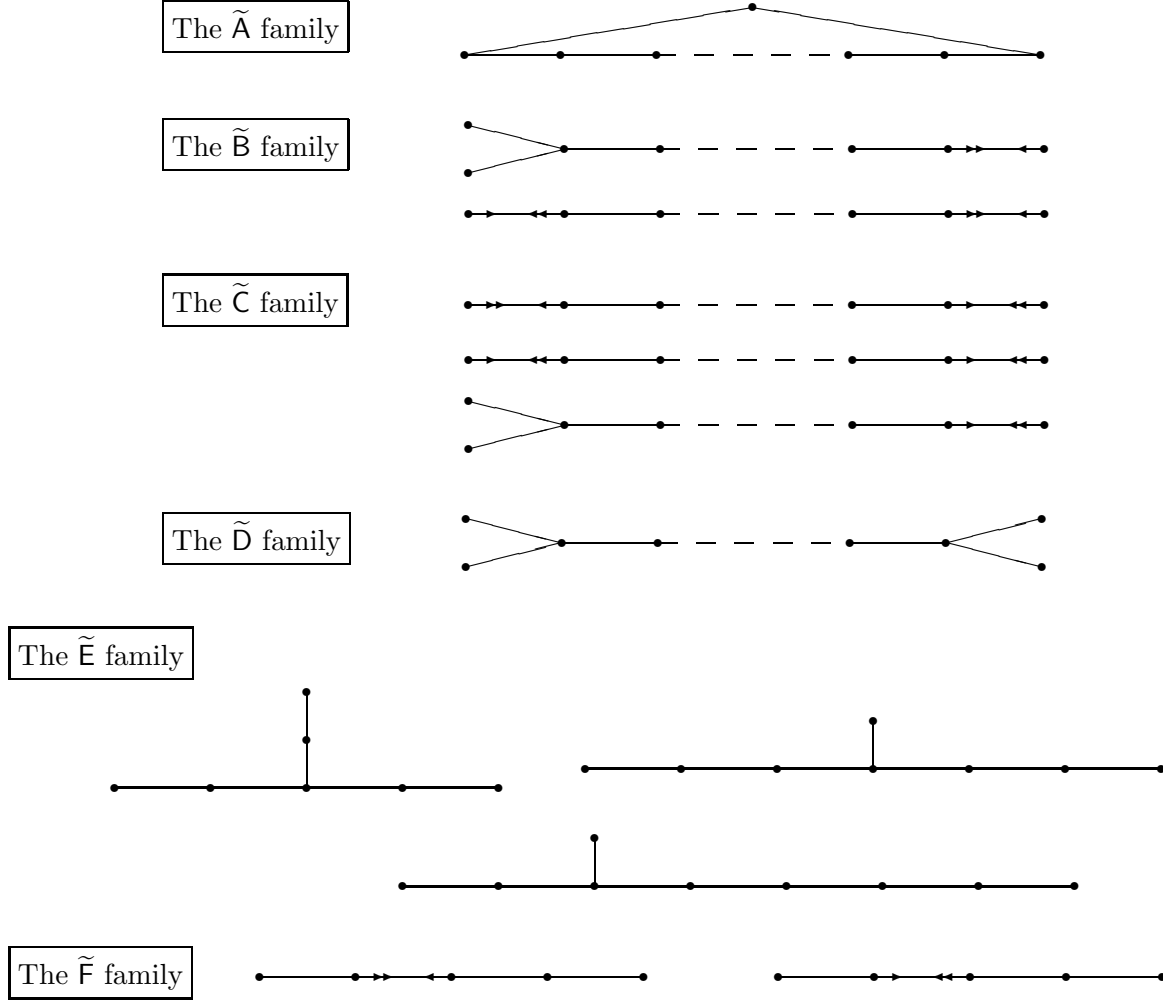 The Ã family
The B̃ family
The C̃ family
The D̃ family
The Ẽ family
The F̃ family